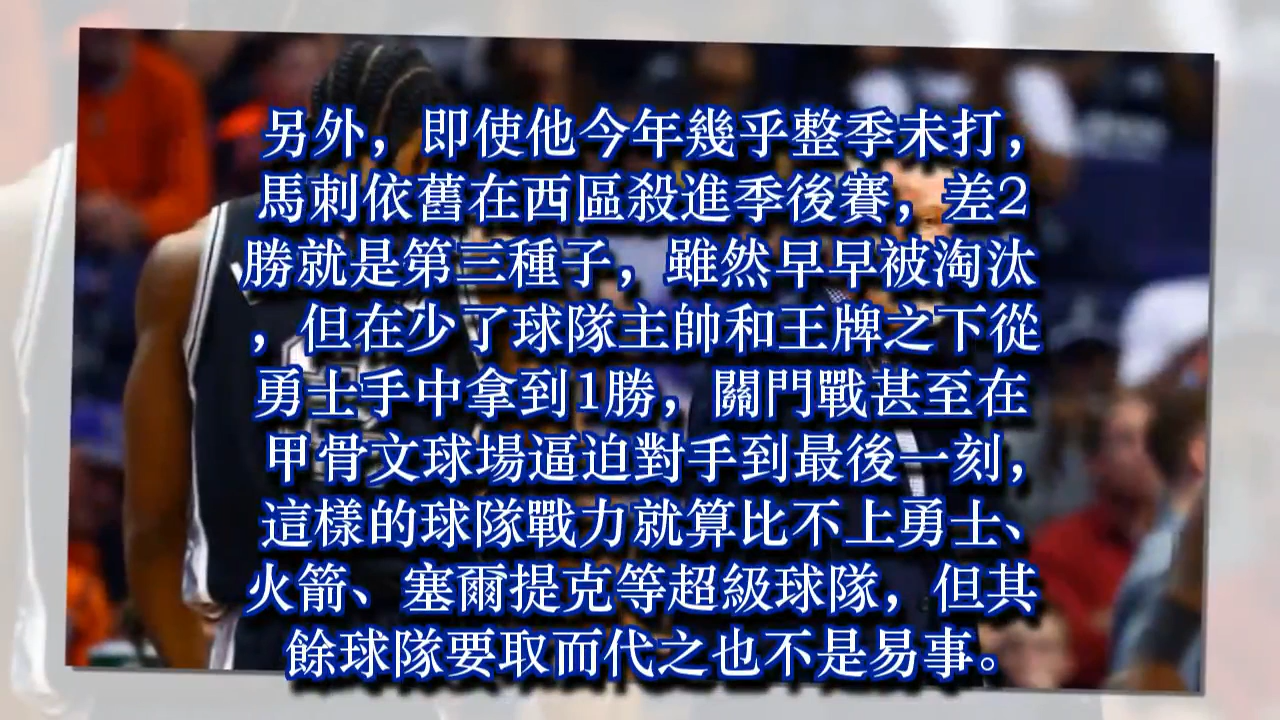 另外，即使他今年幾乎整季未打，
馬刺依舊在西區殺進季後賽，差2
勝就是第三種子，雖然早早被淘汰
，但在少了球隊主帥和王牌之下從
勇士手中拿到1勝，關門戰甚至在
甲骨文球場逼迫對手到最後一刻，
這樣的球隊戰力就算比不上勇士、
火箭、塞爾提克等超級球隊，但其
餘球隊要取而代之也不是易事。